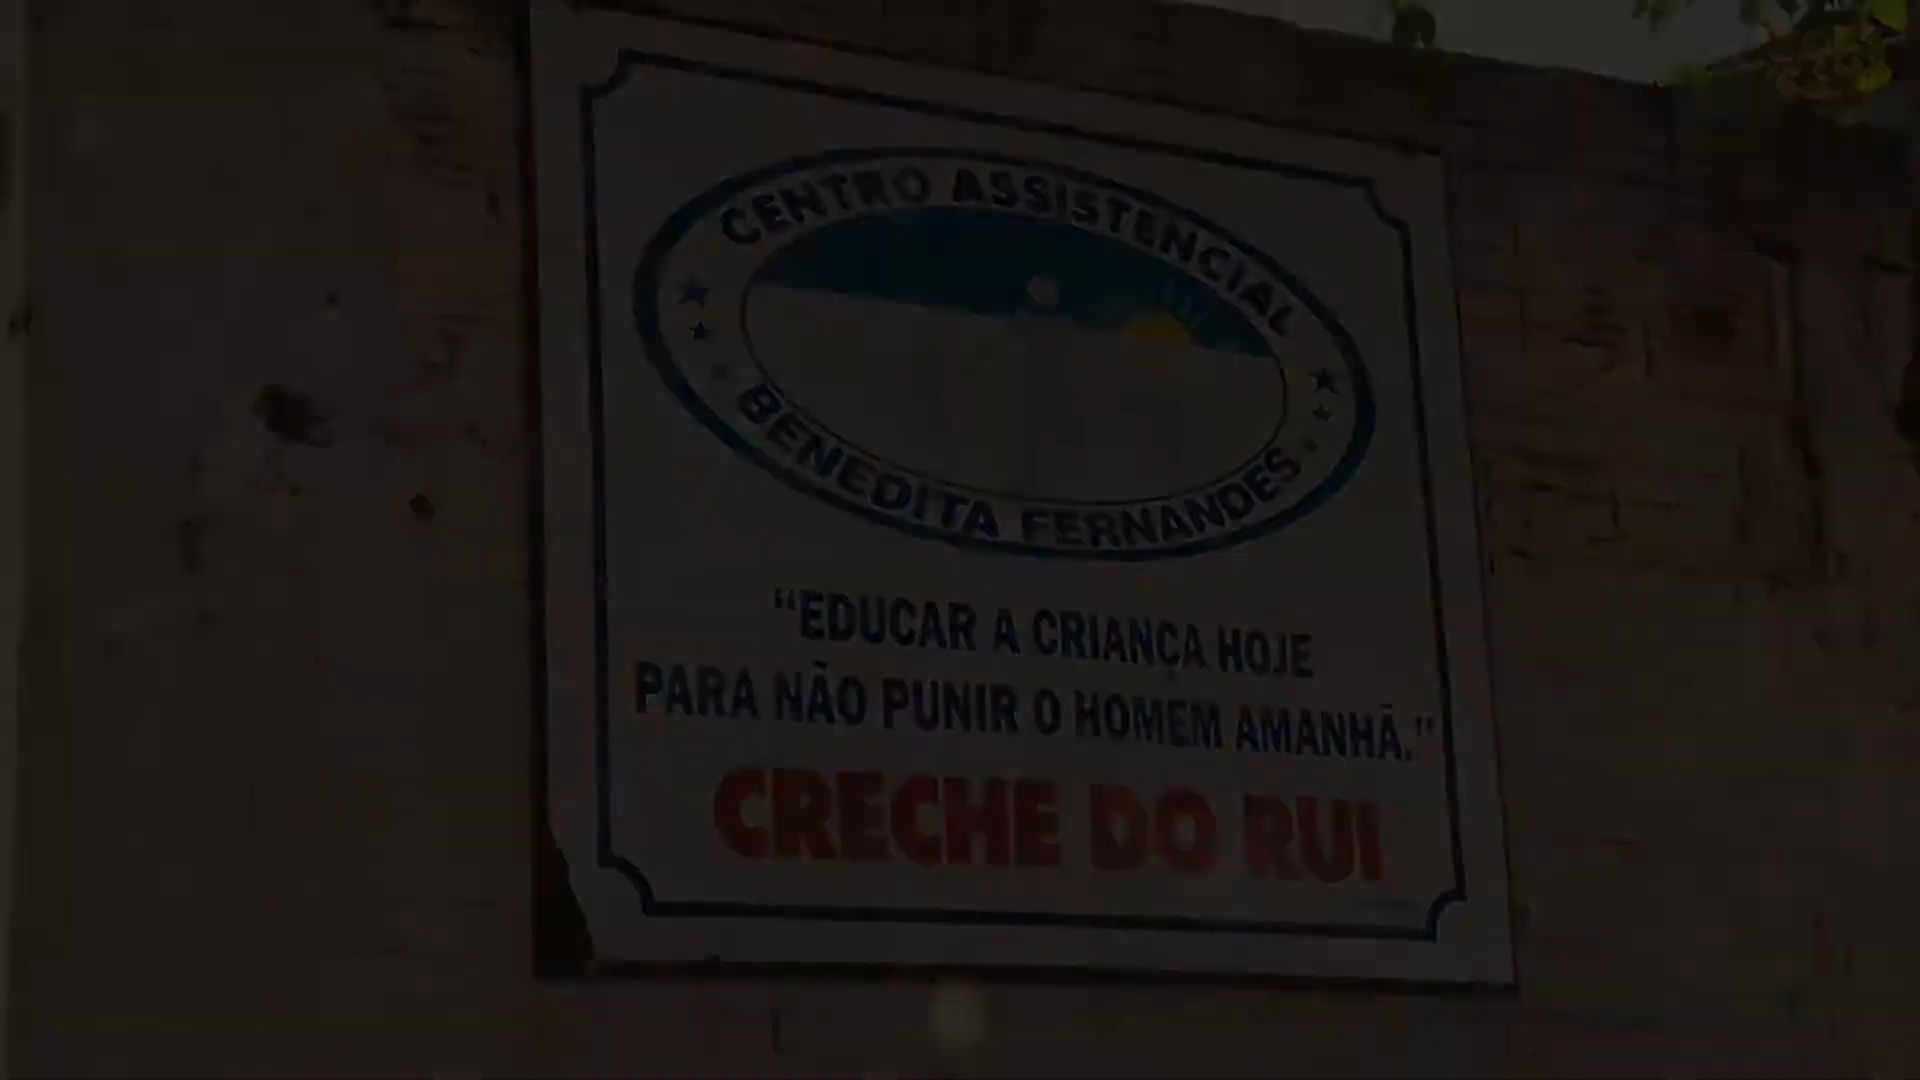 CENTRO ASSISTENCIAL
BENEDITA FERNANDES
“EDUCAR A CRIANÇA HOJE
PARA NÃO PUNIR O HOMEM AMANHÃ.”
CRECHE DO RUI